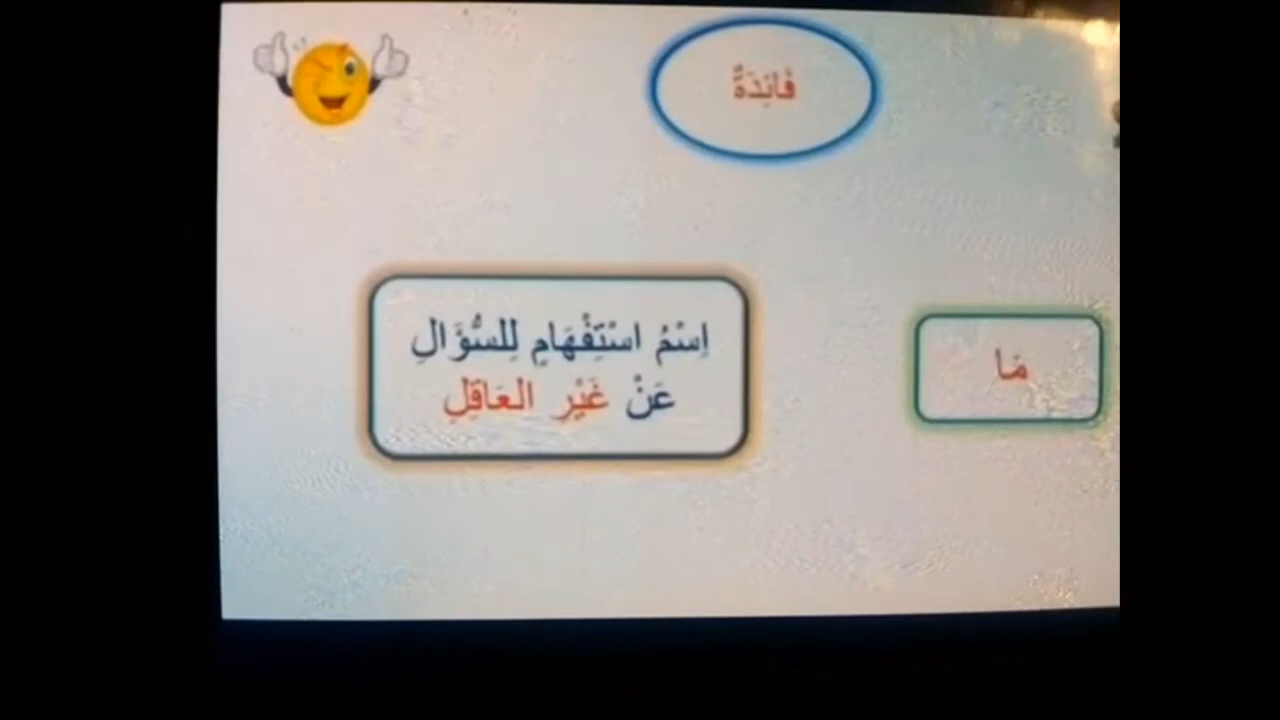 فَائِدَةٌ
مَا
اِسْمُ اسْتِفْهَامٍ لِلسُّؤَالِ
عَنْ غَيْرِ العَاقِلِ